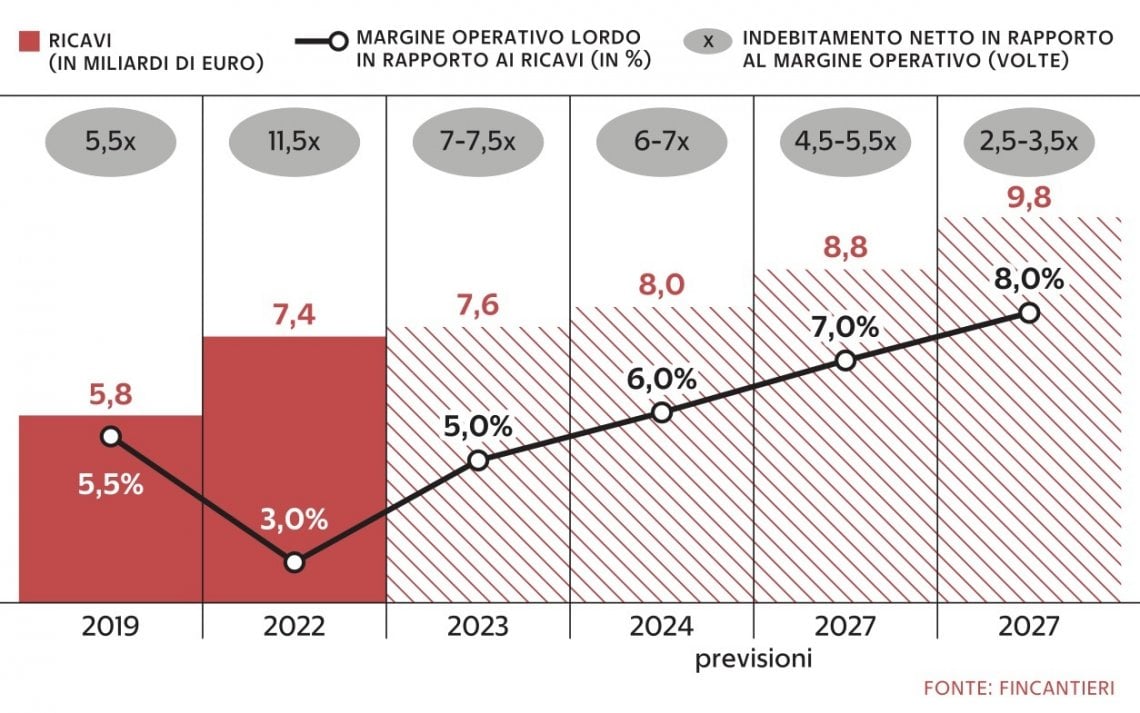 RICAVI
(IN MILIARDI DI EURO)
MARGINE OPERATIVO LORDO
IN RAPPORTO AI RICAVI (IN %)
x
INDEBITAMENTO NETTO IN RAPPORTO
AL MARGINE OPERATIVO (VOLTE)
5,5x 11,5x 7-7,5x 6-7x 4,5-5,5x 2,5-3,5x
9,8
8,8
8,0
7,6
7,4
5,8
8,0%
7,0%
6,0%
5,0%
5,5%
3,0%
2019 2022 2023 2024 2027 2027
previsioni
FONTE: FINCANTIERI